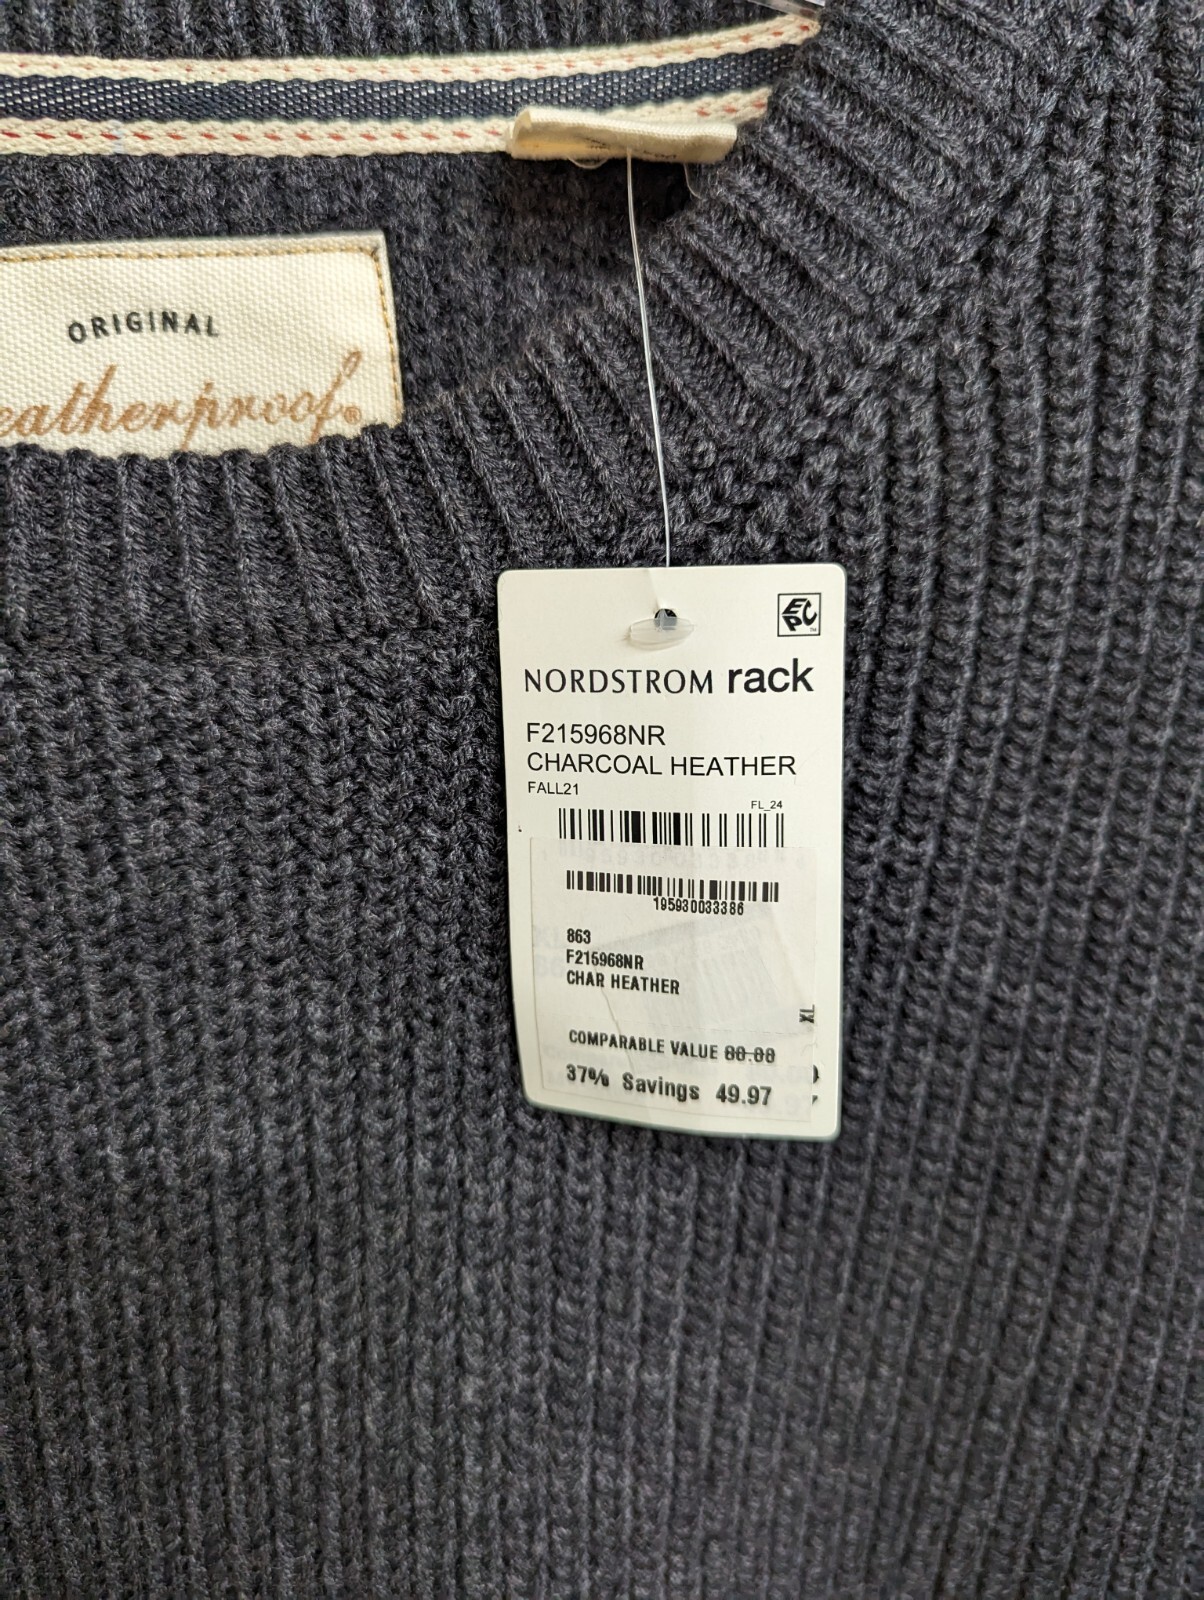 ORIGINAL
eatherproof®
EPC™
NORDSTROM rack
F215968NR
CHARCOAL HEATHER
FALL21
FL_24
195930033386
863
F215968NR
CHAR HEATHER
XL
COMPARABLE VALUE 80.00
37% Savings 49.97